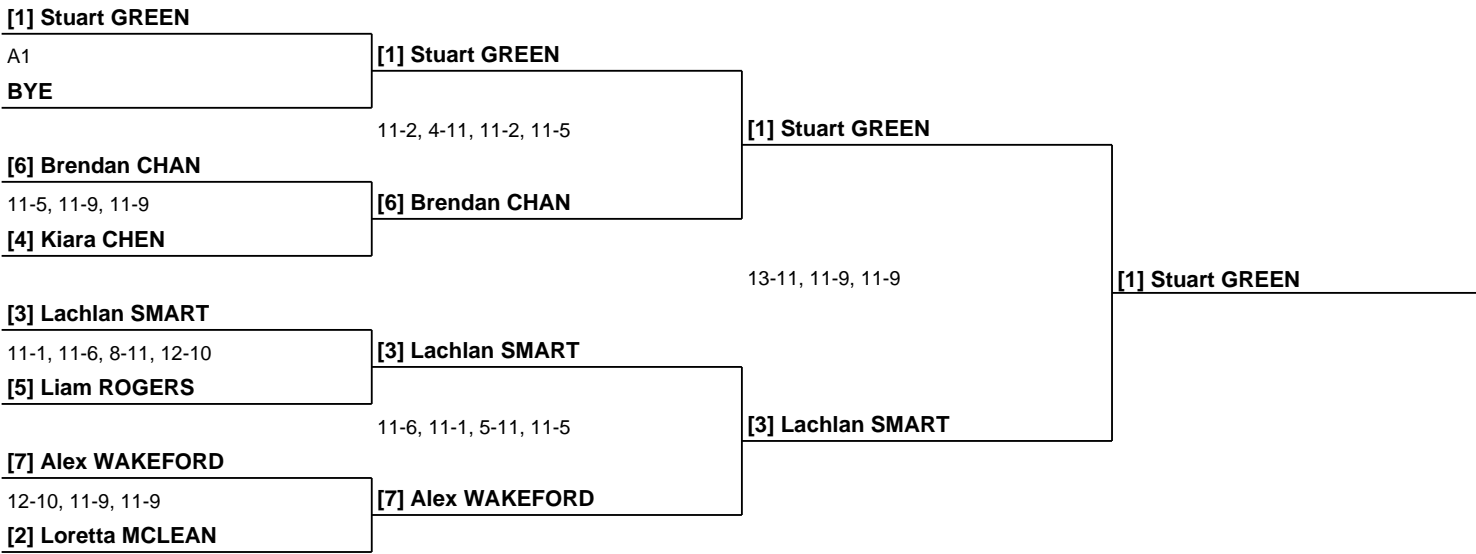 [1] Stuart GREEN
A1
BYE
[6] Brendan CHAN
11-5, 11-9, 11-9
[4] Kiara CHEN
[3] Lachlan SMART
11-1, 11-6, 8-11, 12-10
[5] Liam ROGERS
[7] Alex WAKEFORD
12-10, 11-9, 11-9
[2] Loretta MCLEAN
[1] Stuart GREEN
11-2, 4-11, 11-2, 11-5
[6] Brendan CHAN
[3] Lachlan SMART
11-6, 11-1, 5-11, 11-5
[7] Alex WAKEFORD
[1] Stuart GREEN
13-11, 11-9, 11-9
[3] Lachlan SMART
[1] Stuart GREEN